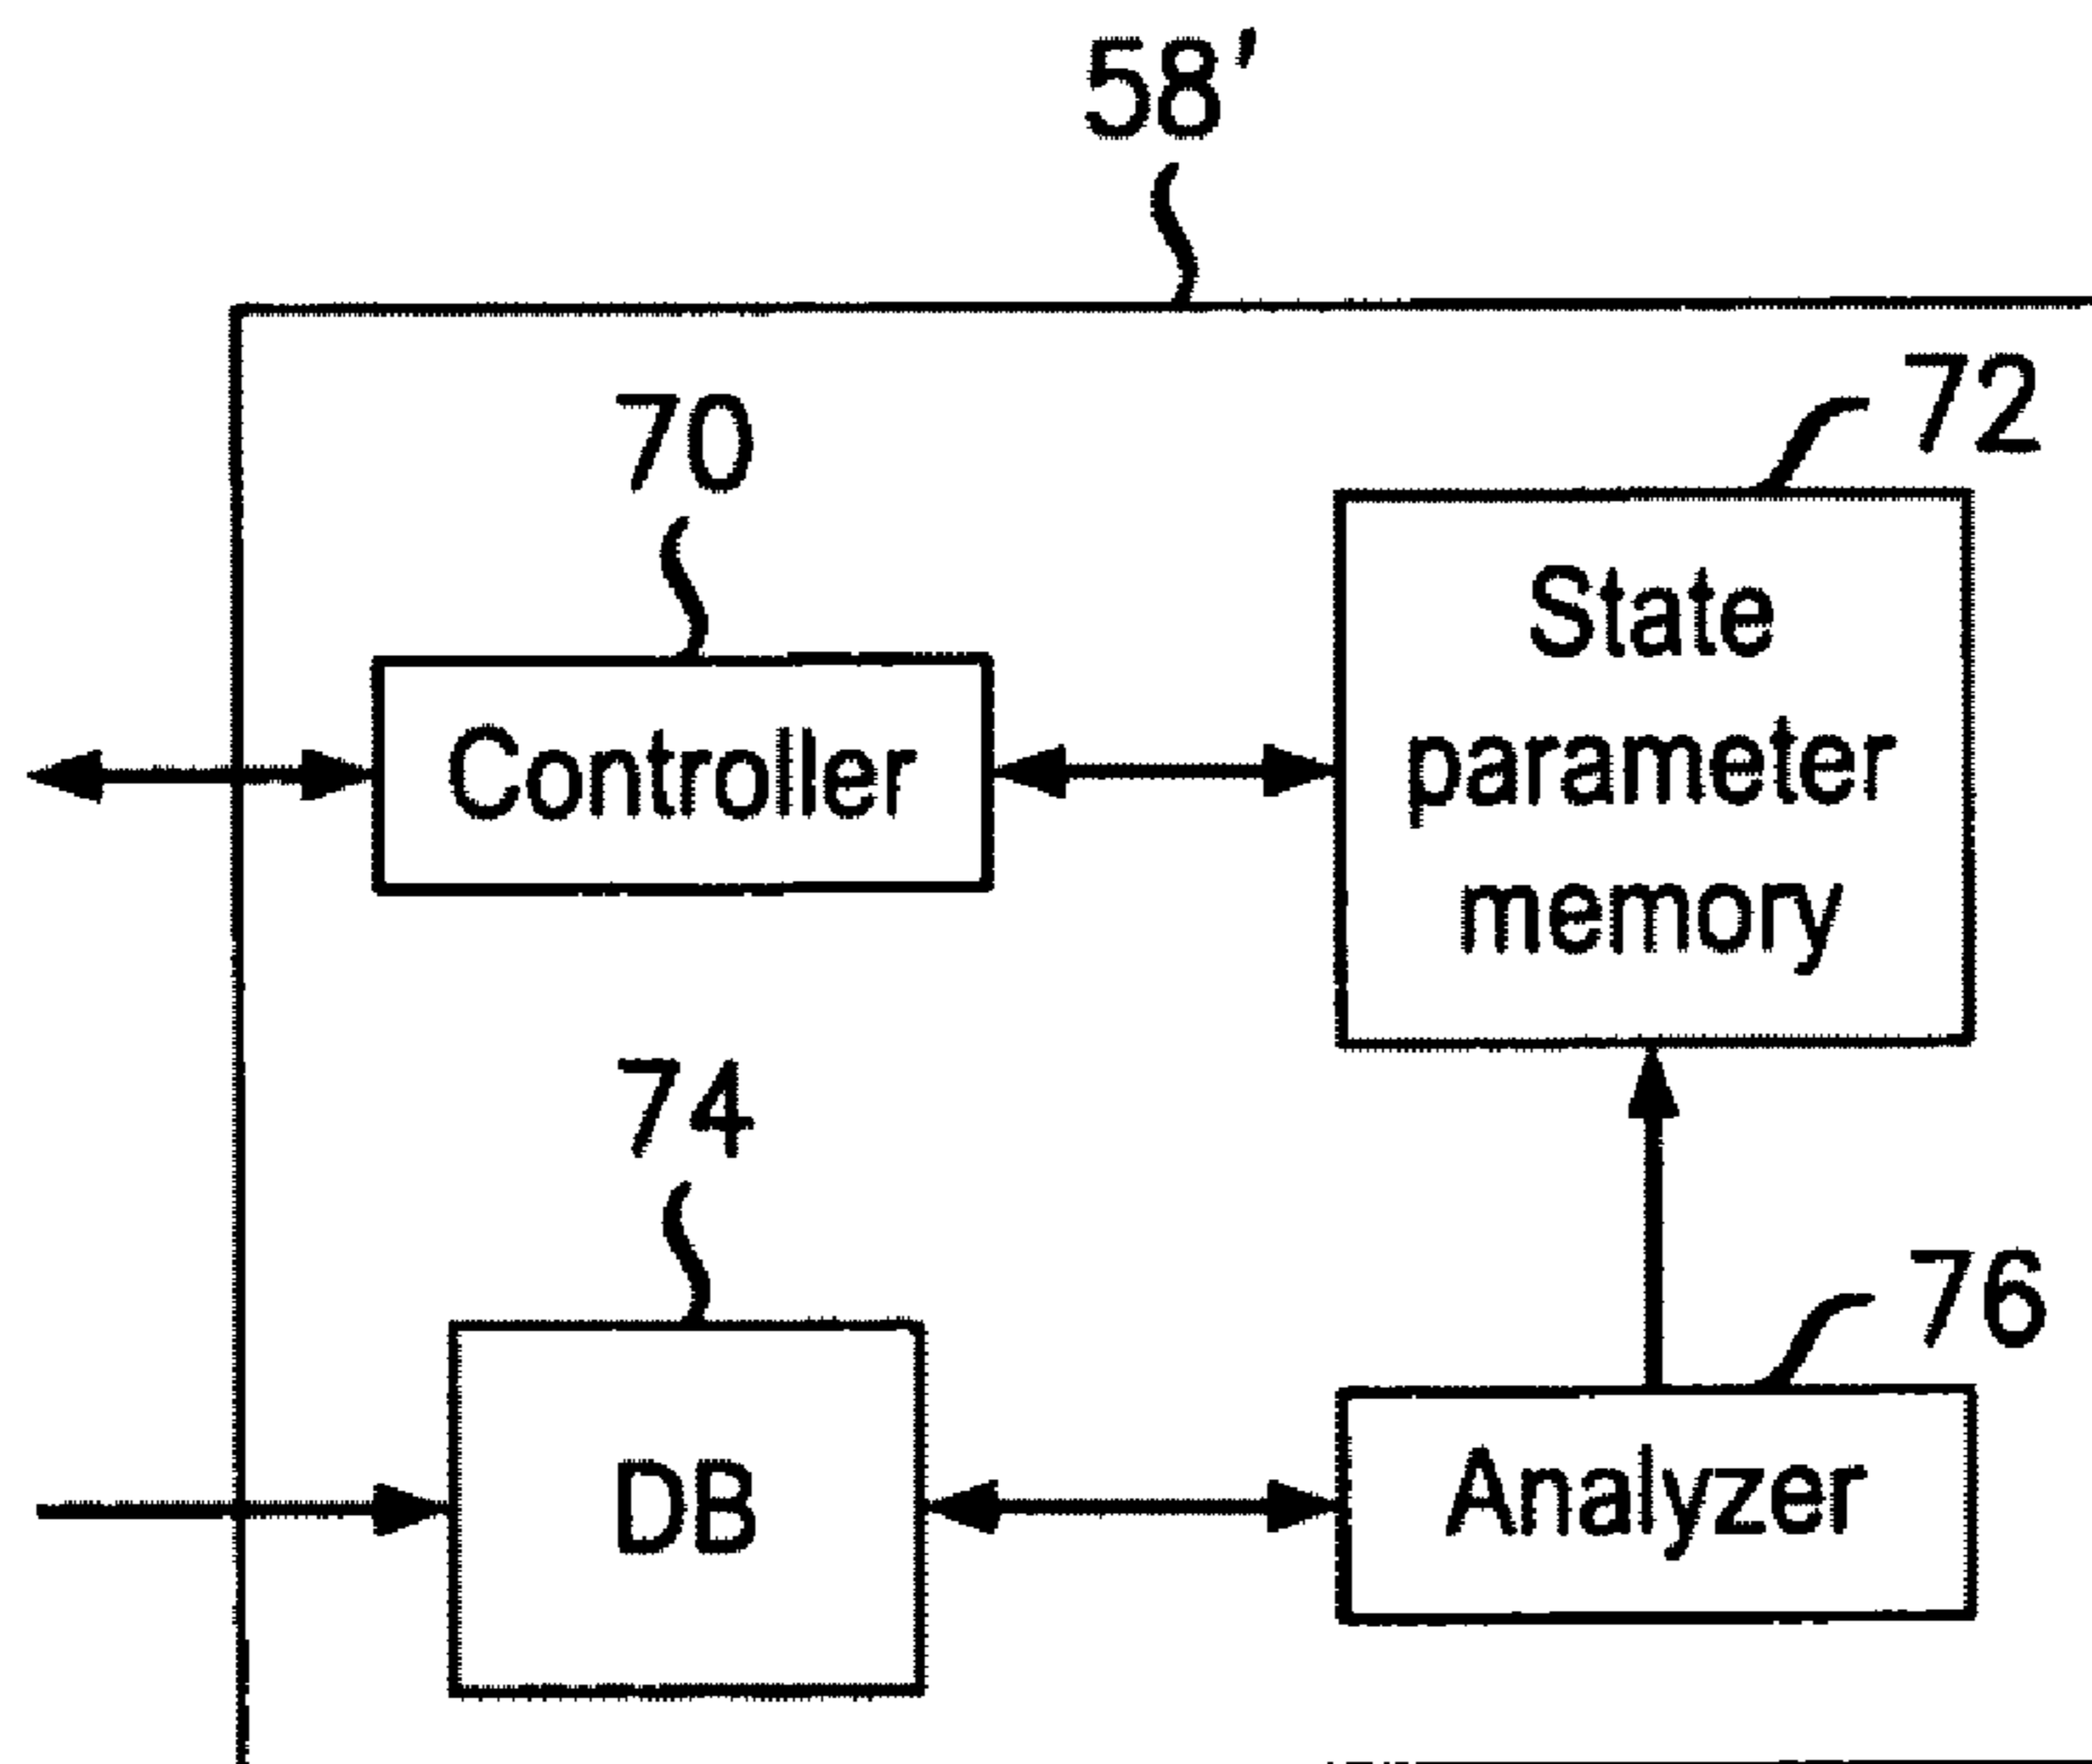 58'
70
72
Controller
State
parameter
memory
74
76
DB
Analyzer